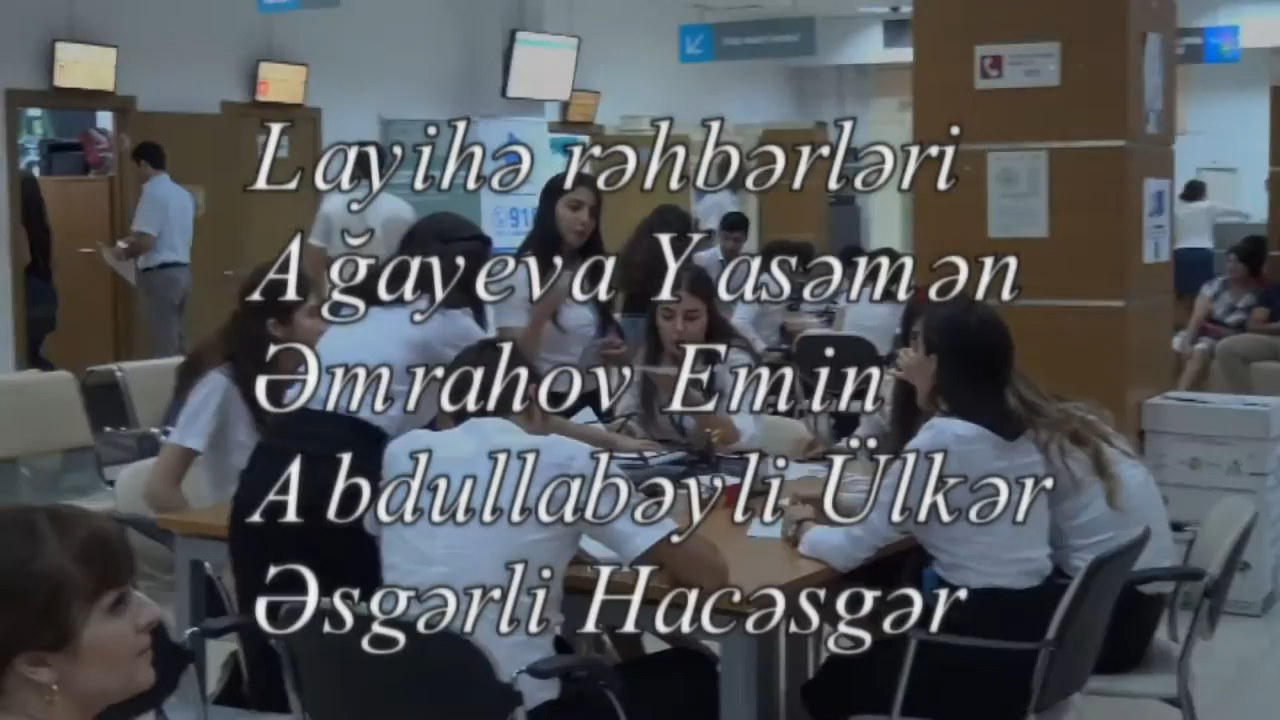 Layihə rəhbərləri
Ağayeva Yasəmən
Əmrahov Emin
Abdullabəyli Ülkər
Əsgərli Hacəsgər